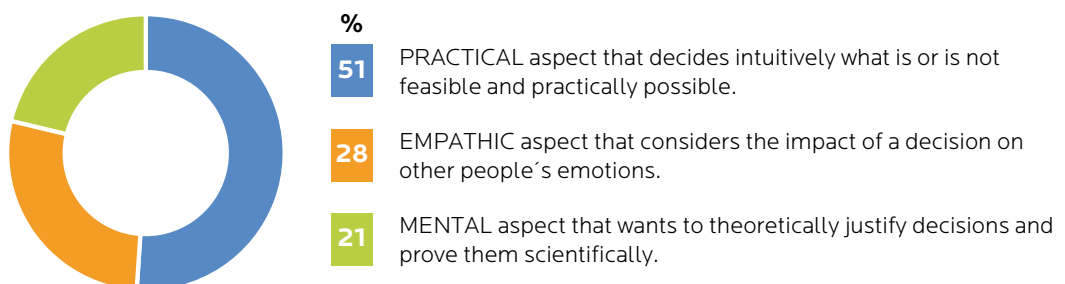 %
51
PRACTICAL aspect that decides intuitively what is or is not
feasible and practically possible.
28
EMPATHIC aspect that considers the impact of a decision on
other people´s emotions.
21
MENTAL aspect that wants to theoretically justify decisions and
prove them scientifically.